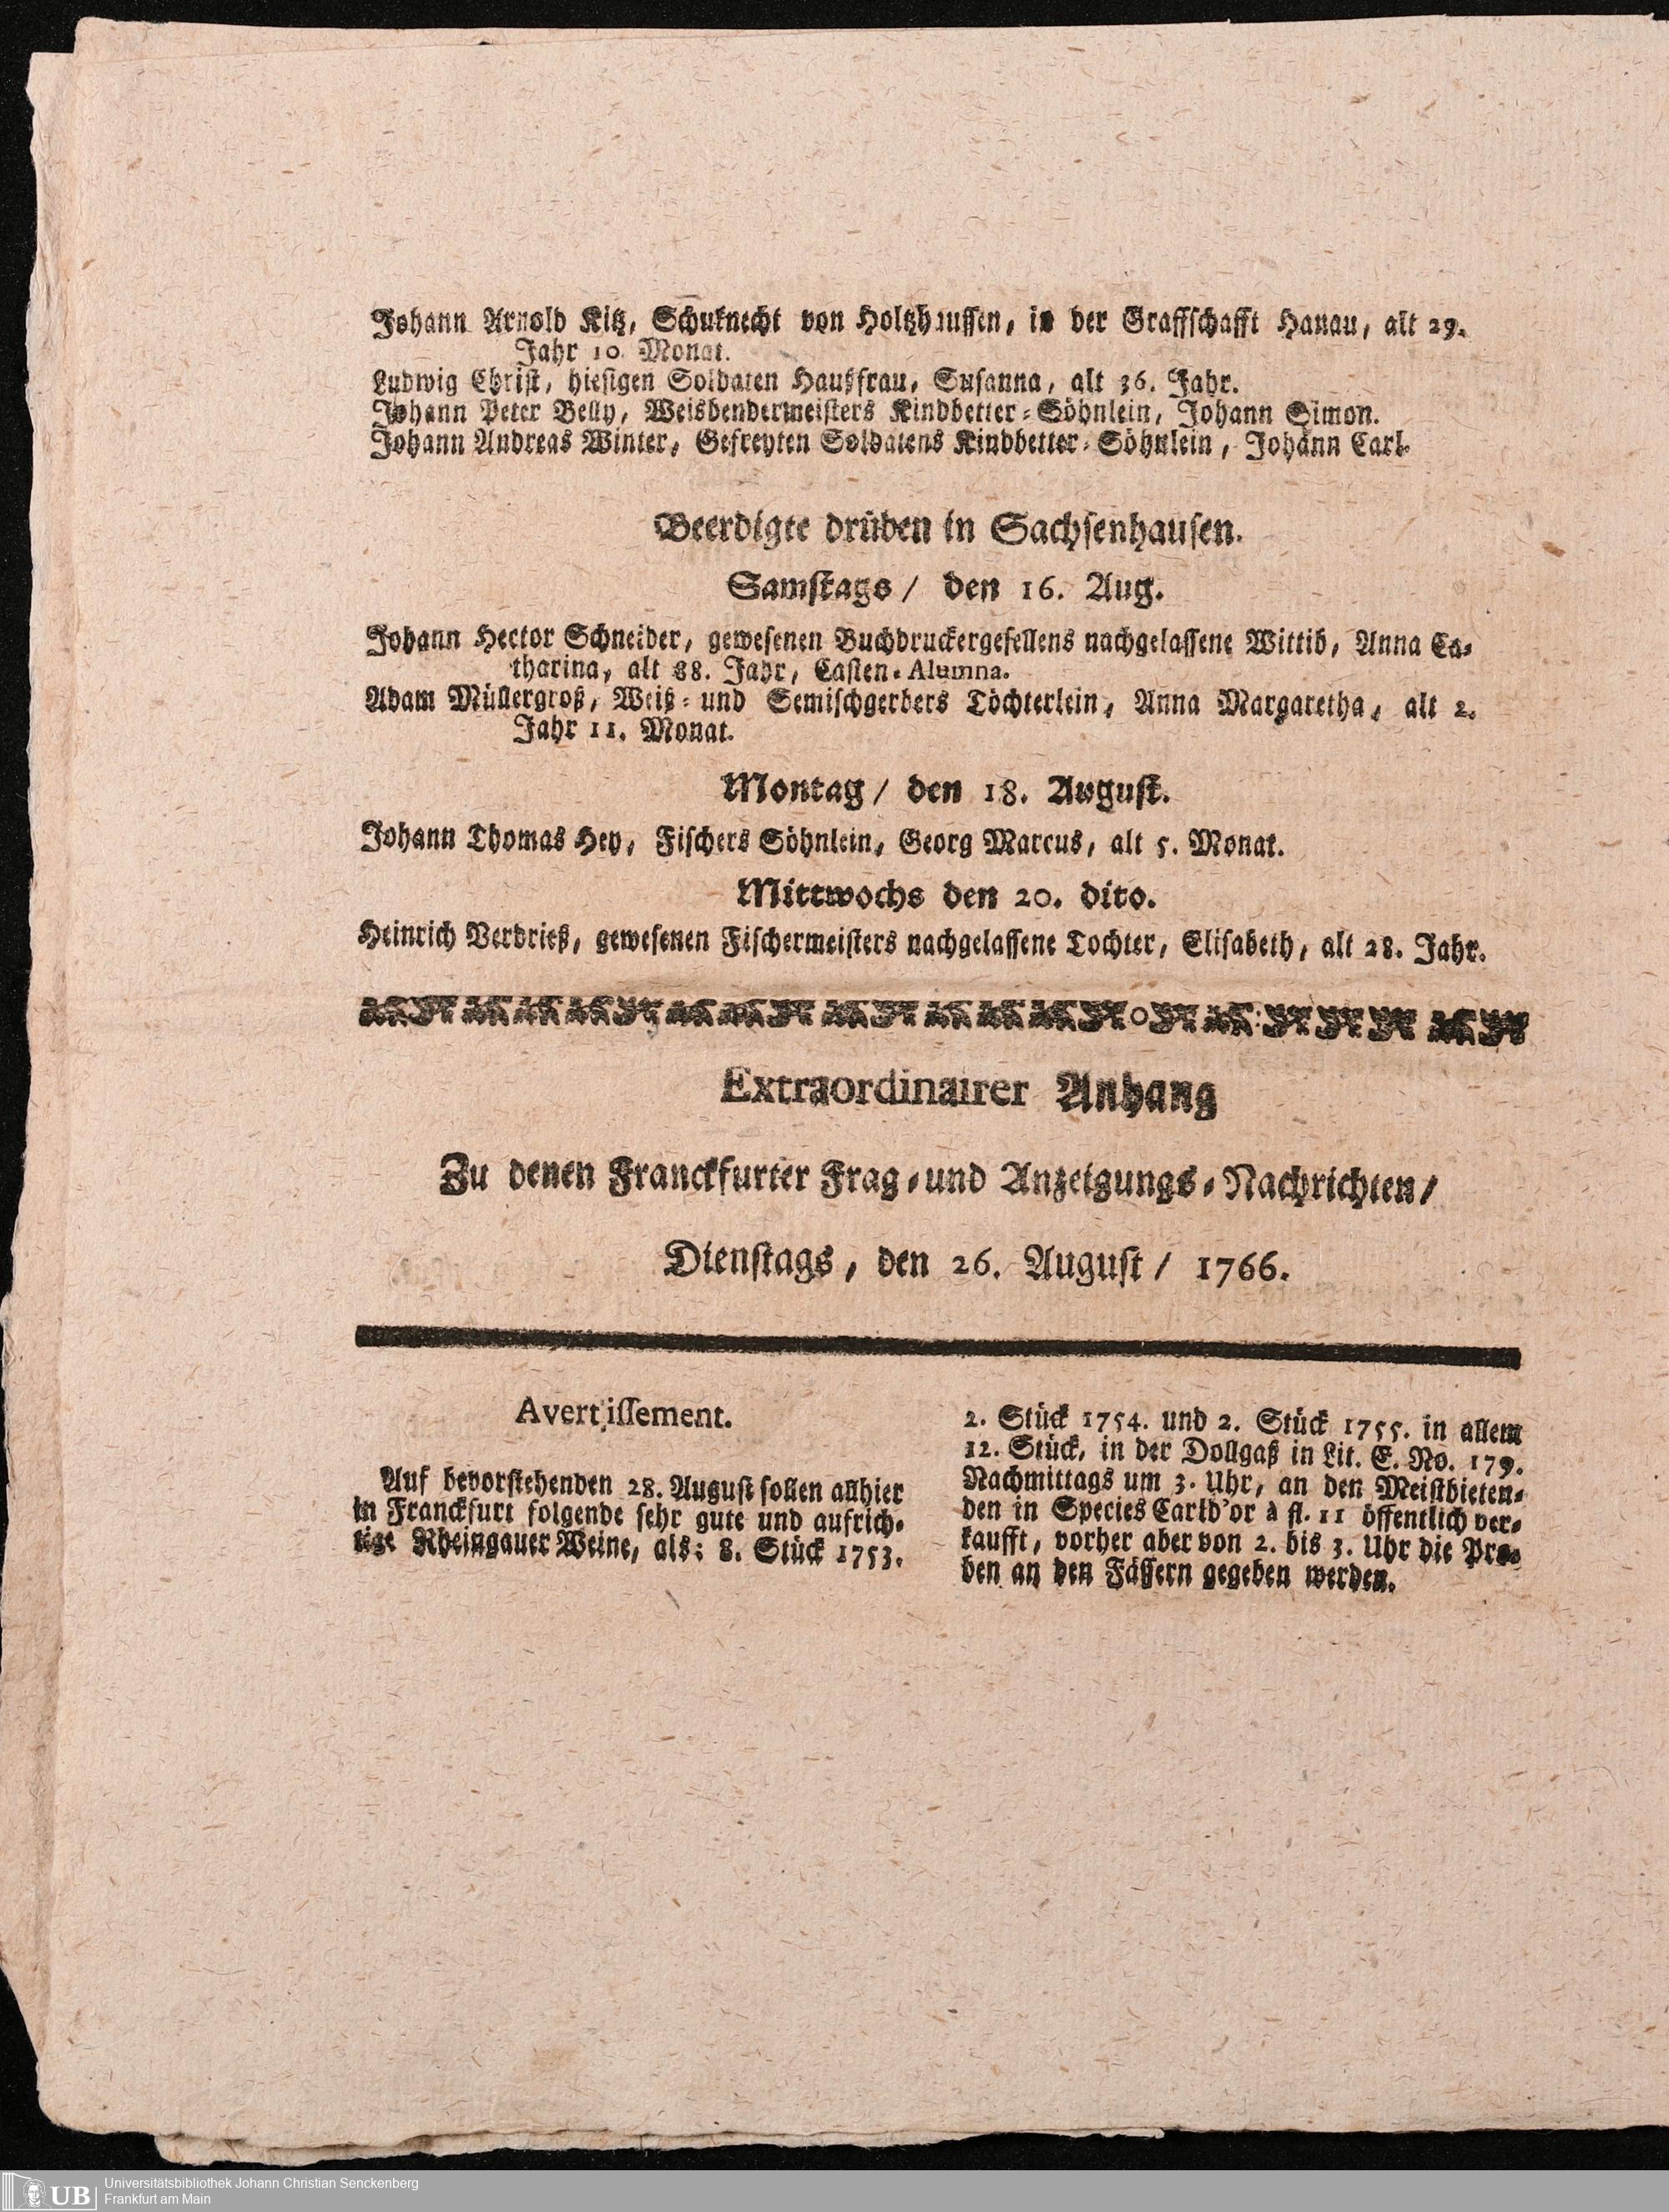 Johann Arnold Kitz, Schuknecht von Holtzhaussen, in der Graffschafft Hanau, alt 29.
Jahr 10. Monat.
Ludwig Christ, hiesigen Soldaten Haußfrau, Susanna, alt 36. Jahr.
Johann Peter Belly, Weisbendermeisters Kindbetter-Söhnlein, Johann Simon.
Johann Andreas Winter, Gefreyten Soldatens Kindbetter-Söhnlein, Johann Carl.
Beerdigte drüben in Sachsenhausen.
Samstags / den 16. Aug.
Johann Hector Schneider, gewesenen Buchdruckergesellens nachgelassene Wittib, Anna Ca-
tharina, alt 88. Jahr, Casten-Alumna.
Adam Müllergroß, Weiß- und Semischgerbers Töchterlein, Anna Margaretha, alt 2.
Jahr 11. Monat.
Montag / den 18. August.
Johann Thomas Hey, Fischers Söhnlein, Georg Marcus, alt 5. Monat.
Mittwochs den 20. dito.
Heinrich Verdrieß, gewesenen Fischermeisters nachgelassene Tochter, Elisabeth, alt 28. Jahr.
Extraordinairer Anhang
Zu denen Franckfurter Frag- und Anzeigungs-Nachrichten /
Dienstags, den 26. August / 1766.
Avertissement.
Auf bevorstehenden 28. August sollen allhier
in Franckfurt folgende sehr gute und aufrich-
tige Rheingauer Weine, als: 8. Stück 1753.
2. Stück 1754. und 2. Stück 1755. in allem
12. Stück, in der Dollgaß in Lit. E. No. 179.
Nachmittags um 3. Uhr, an den Meistbieten-
den in Species Carld'or à fl. 11 öffentlich ver-
kaufft, vorher aber von 2. bis 3. Uhr die Pro-
ben an den Fässern gegeben werden.
UB
Universitätsbibliothek Johann Christian Senckenberg
Frankfurt am Main